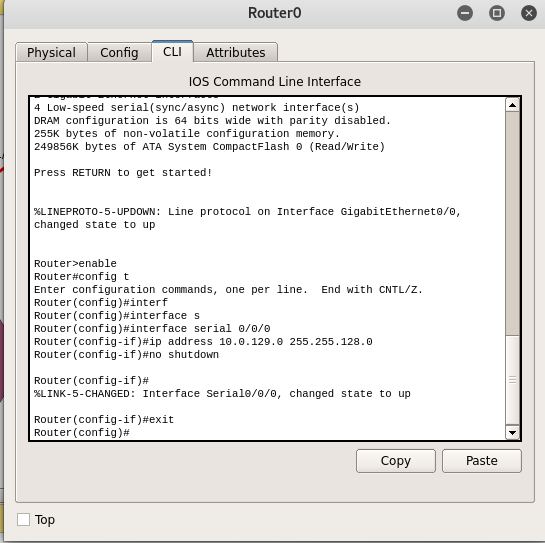 Router0
Physical
Config
CLI
Attributes
IOS Command Line Interface
4 Low-speed serial(sync/async) network interface(s)
DRAM configuration is 64 bits wide with parity disabled.
255K bytes of non-volatile configuration memory.
249856K bytes of ATA System CompactFlash 0 (Read/Write)
Press RETURN to get started!
%LINEPROTO-5-UPDOWN: Line protocol on Interface GigabitEthernet0/0,
changed state to up
Router>enable
Router#config t
Enter configuration commands, one per line.  End with CNTL/Z.
Router(config)#interf
Router(config)#interface s
Router(config)#interface serial 0/0/0
Router(config-if)#ip address 10.0.129.0 255.255.128.0
Router(config-if)#no shutdown
Router(config-if)#
%LINK-5-CHANGED: Interface Serial0/0/0, changed state to up
Router(config-if)#exit
Router(config)#
Copy
Paste
Top